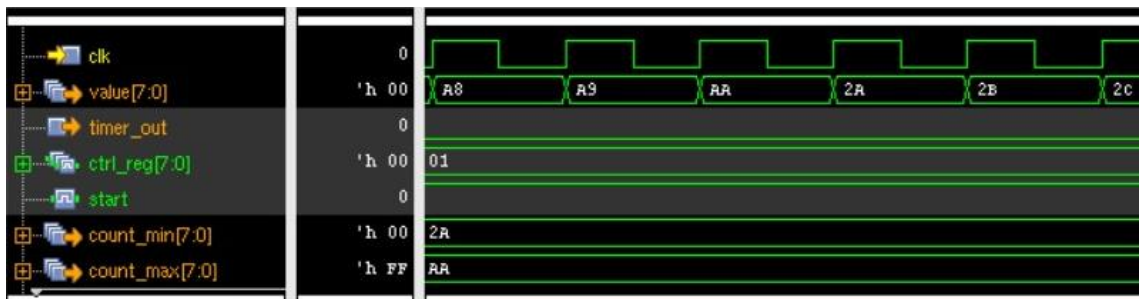 clk 0
value[7:0] 'h 00 A8 A9 AA 2A 2B 2C
timer_out 0
ctrl_reg[7:0] 'h 00 01
start 0
count_min[7:0] 'h 00 2A
count_max[7:0] 'h FF AA